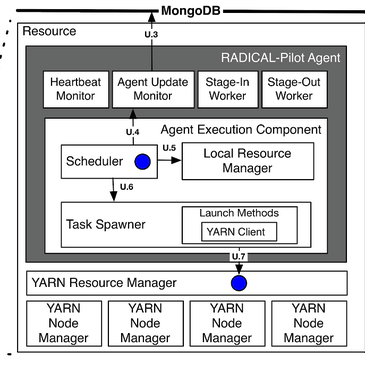 MongoDB
Resource
U.3
RADICAL-Pilot Agent
Heartbeat
Monitor
Agent Update
Monitor
Stage-In
Worker
Stage-Out
Worker
U.4
Agent Execution Component
Scheduler
U.5
Local Resource
Manager
U.6
Task Spawner
Launch Methods
YARN Client
U.7
YARN Resource Manager
YARN
Node
Manager
YARN
Node
Manager
YARN
Node
Manager
YARN
Node
Manager